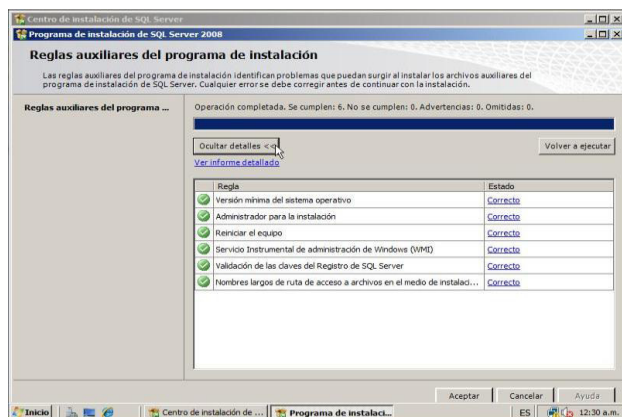 Centro de instalación de SQL Server
Programa de instalación de SQL Server 2008
Reglas auxiliares del programa de instalación
Las reglas auxiliares del programa de instalación identifican problemas que puedan surgir al instalar los archivos auxiliares del
programa de instalación de SQL Server. Cualquier error se debe corregir antes de continuar con la instalación.
Reglas auxiliares del programa ...
Operación completada. Se cumplen: 6. No se cumplen: 0. Advertencias: 0. Omitidas: 0.
Ocultar detalles <<
Volver a ejecutar
Ver informe detallado
Regla Estado
Versión mínima del sistema operativo Correcto
Administrador para la instalación Correcto
Reiniciar el equipo Correcto
Servicio Instrumental de administración de Windows (WMI) Correcto
Validación de las claves del Registro de SQL Server Correcto
Nombres largos de ruta de acceso a archivos en el medio de instalaci... Correcto
Aceptar Cancelar Ayuda
Inicio Centro de instalación de ... Programa de instalaci... ES 12:30 a.m.